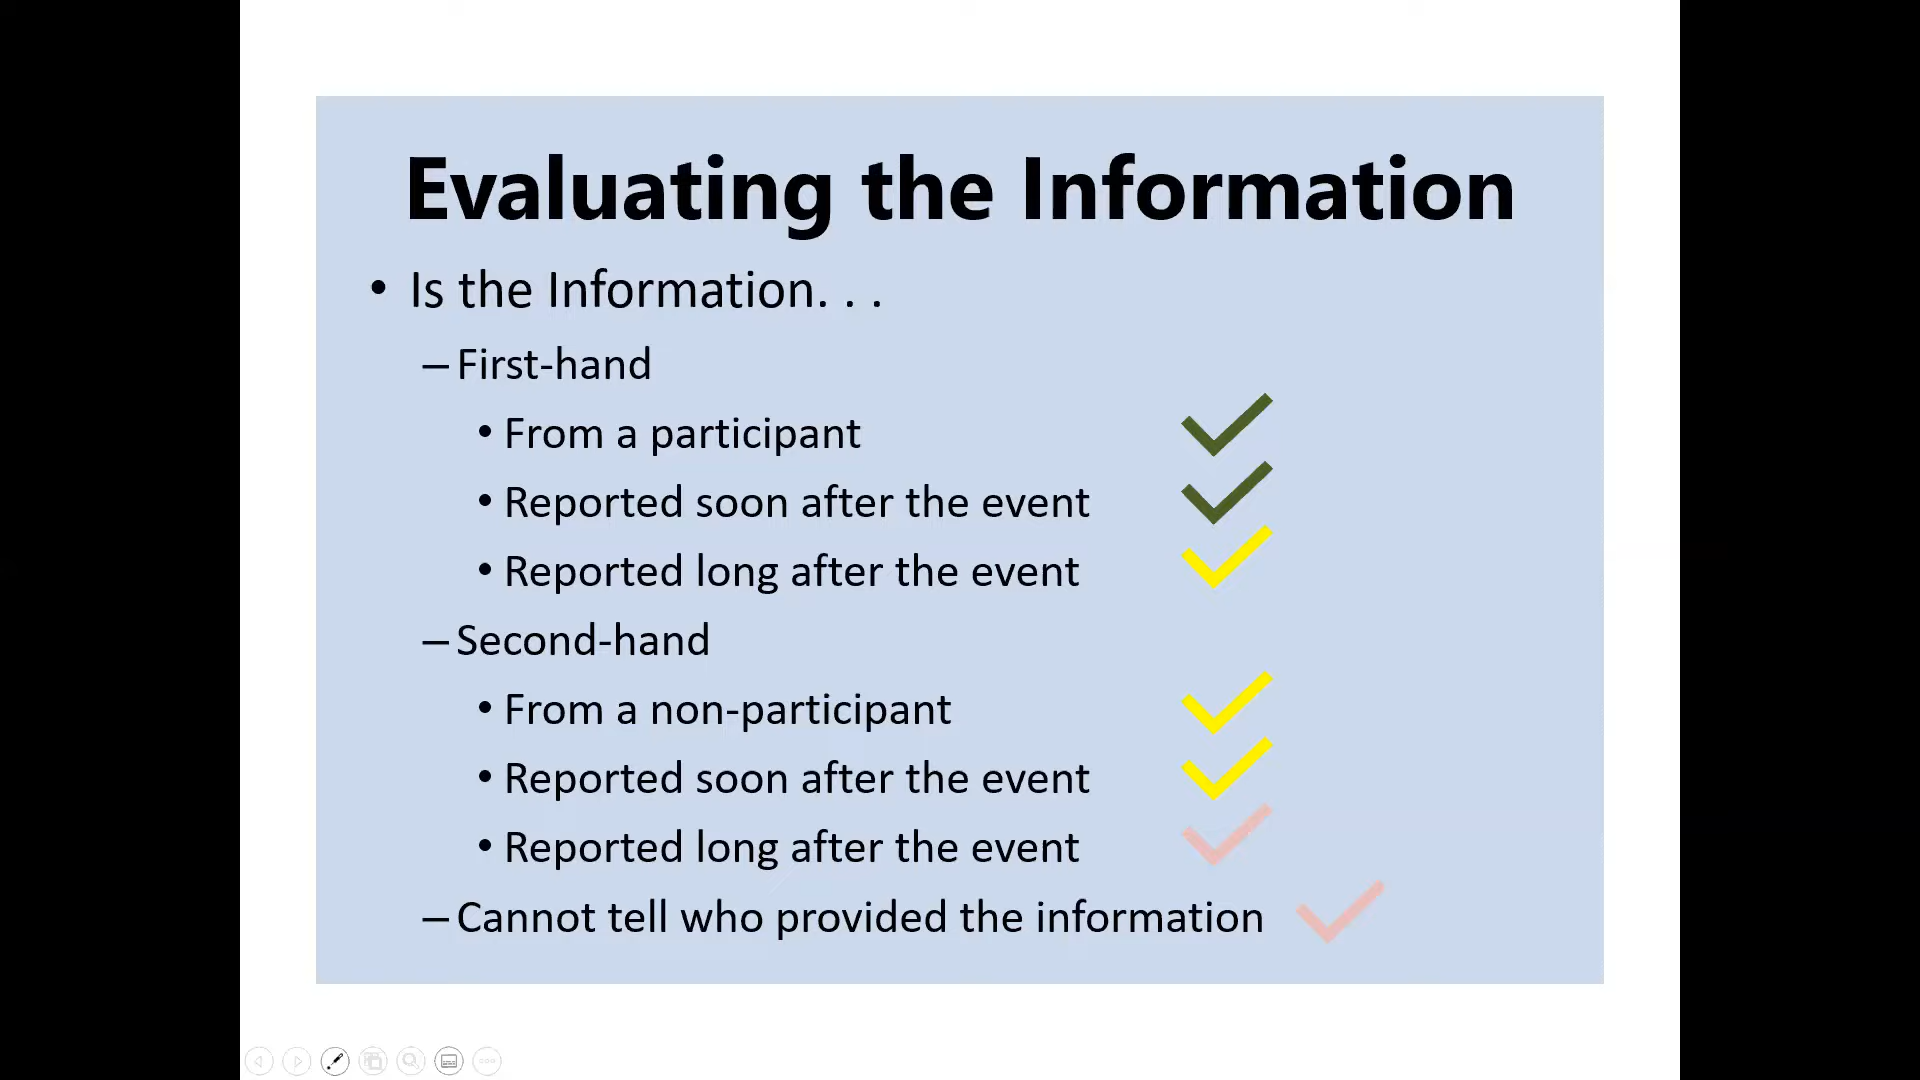 Evaluating the Information
• Is the Information. . .
– First-hand
• From a participant
• Reported soon after the event
• Reported long after the event
– Second-hand
• From a non-participant
• Reported soon after the event
• Reported long after the event
– Cannot tell who provided the information